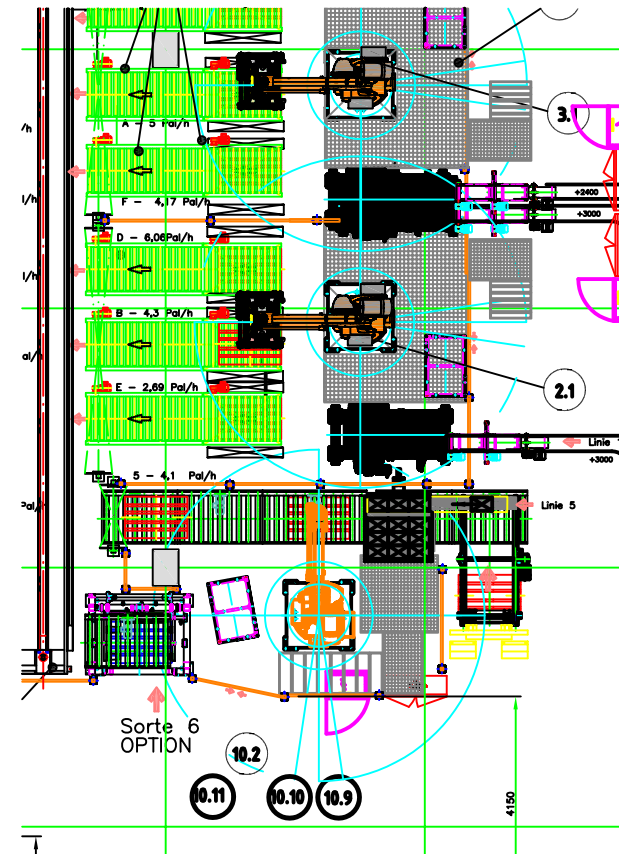 3.
/h
A - 5 Pal/h
+2400
F - 4,17 Pal/h
+3000
D - 6,06Pal/h
B - 4,3 Pal/h
al/h
E - 2,69 Pal/h
2.1
Linie
+3000
5 - 4,1 Pal/h
Pal/
Linie 5
Sorte 6
OPTION
10.2
10.11
10.10
10.9
4150